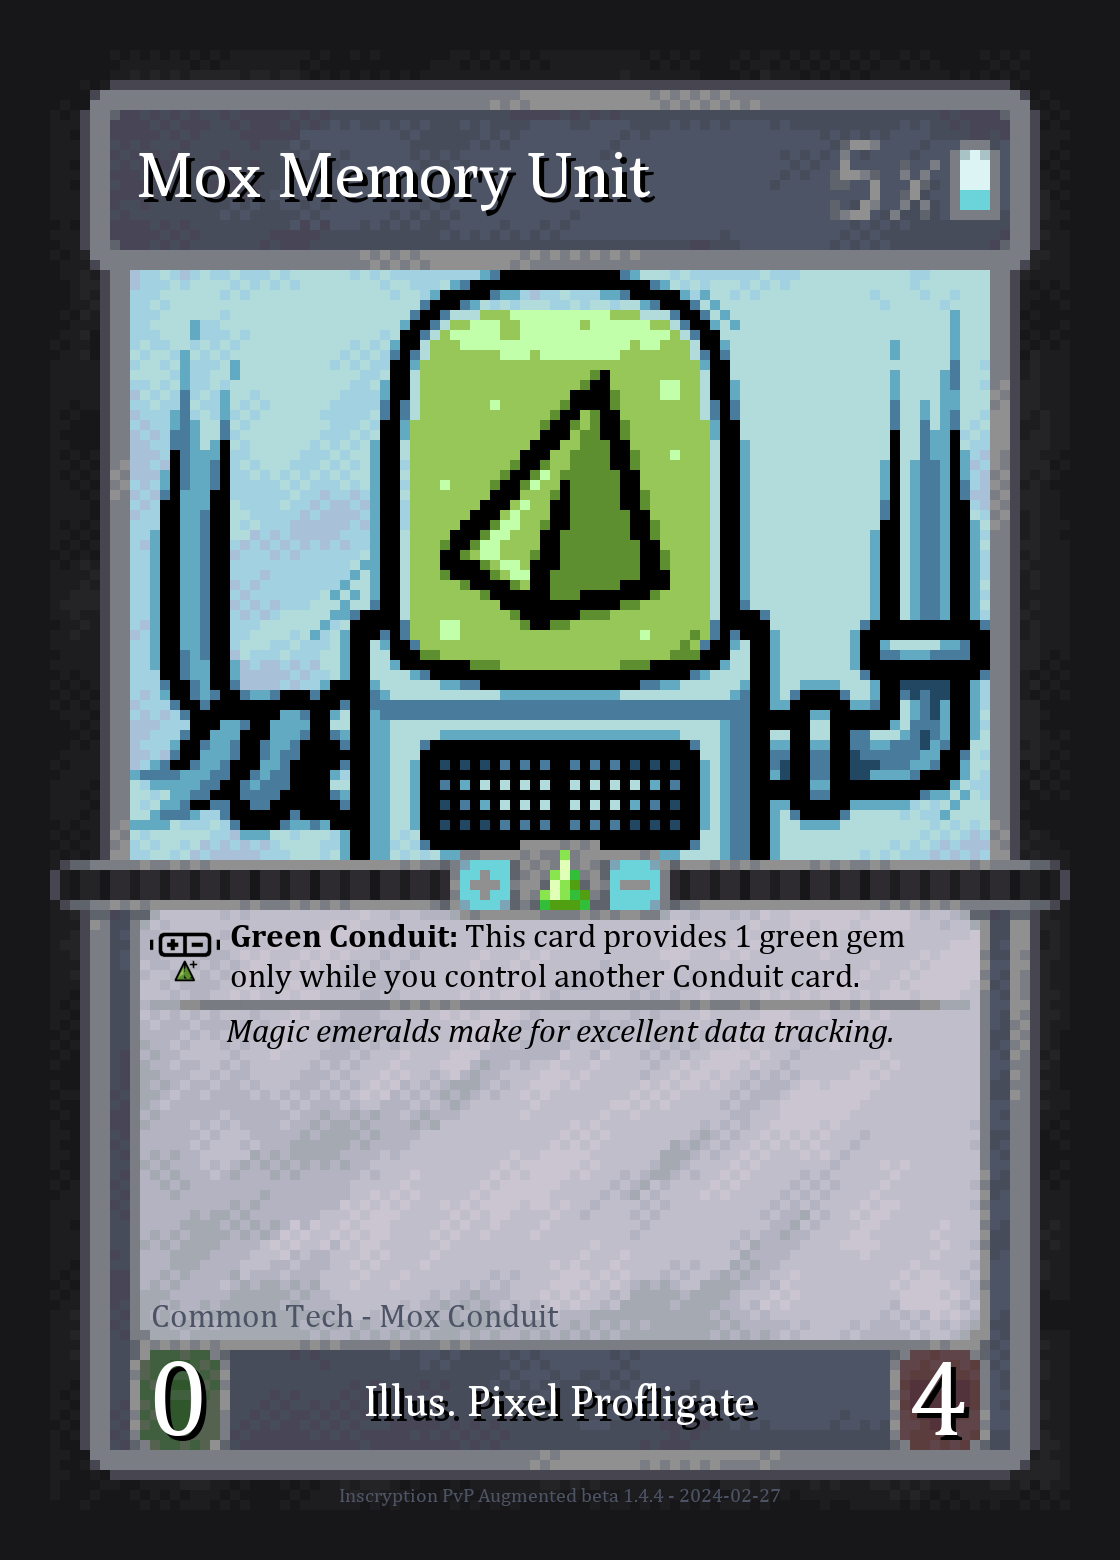 Mox Memory Unit
5x
Green Conduit: This card provides 1 green gem
only while you control another Conduit card.
Magic emeralds make for excellent data tracking.
Common Tech - Mox Conduit
0
Illus. Pixel Profligate
4
Inscryption PvP Augmented beta 1.4.4 - 2024-02-27